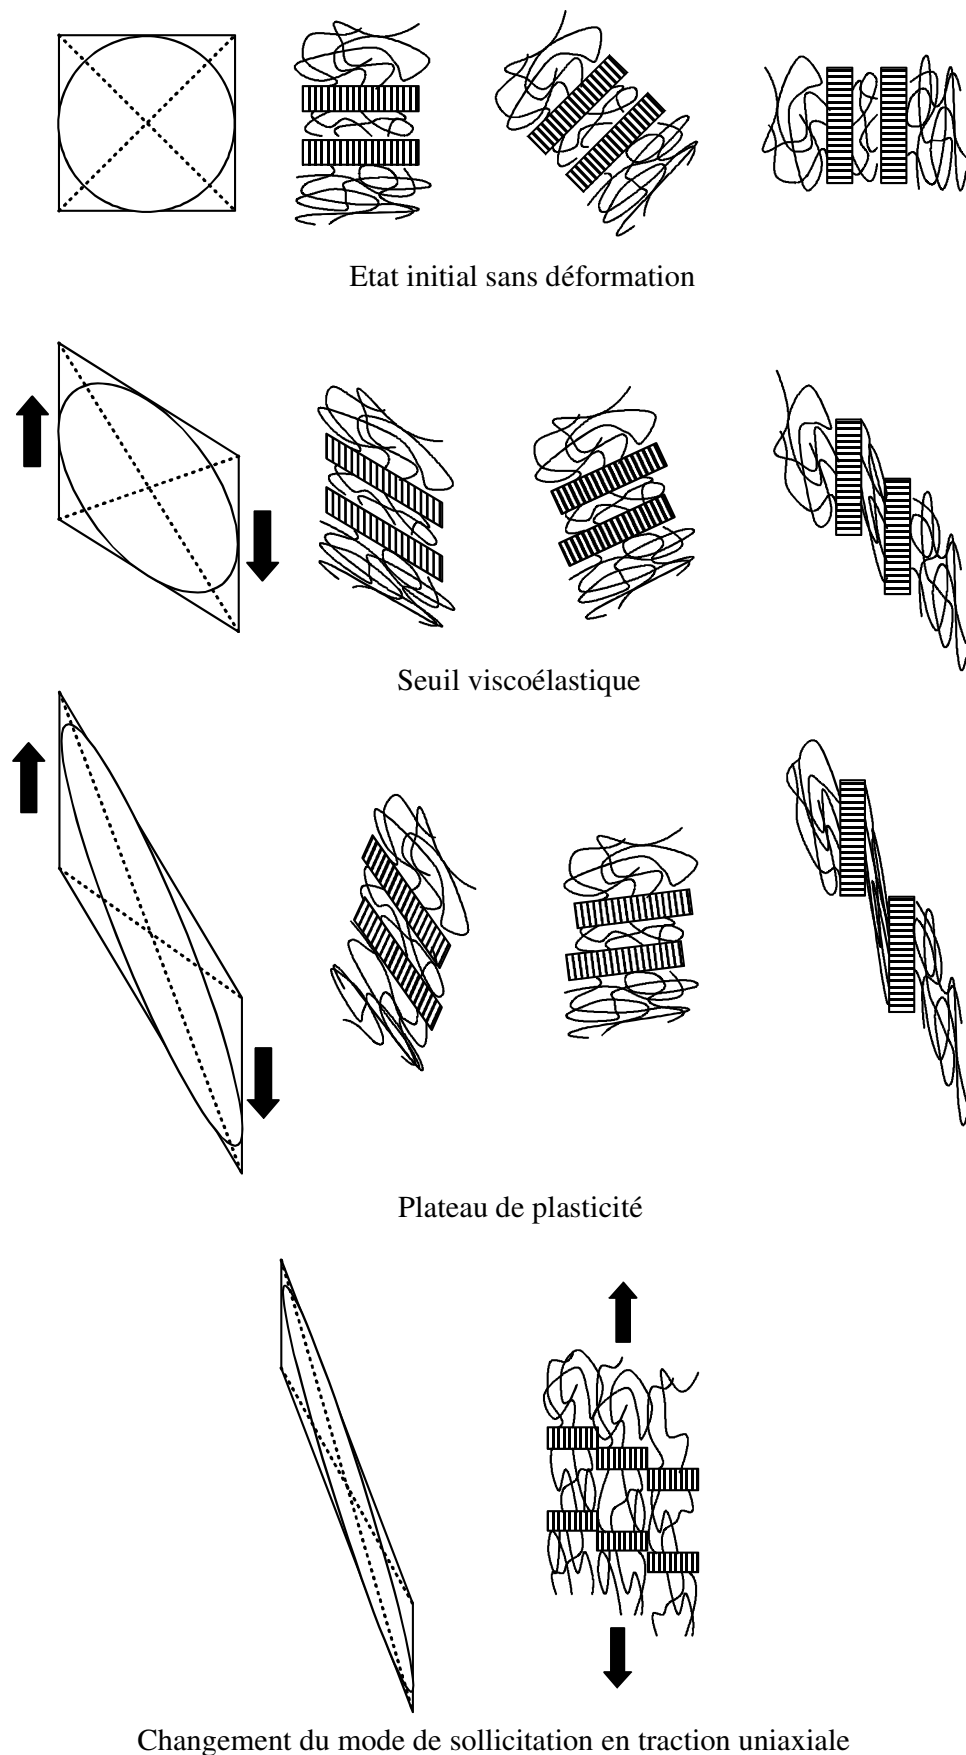 Etat initial sans déformation
Seuil viscoélastique
Plateau de plasticité
Changement du mode de sollicitation en traction uniaxiale